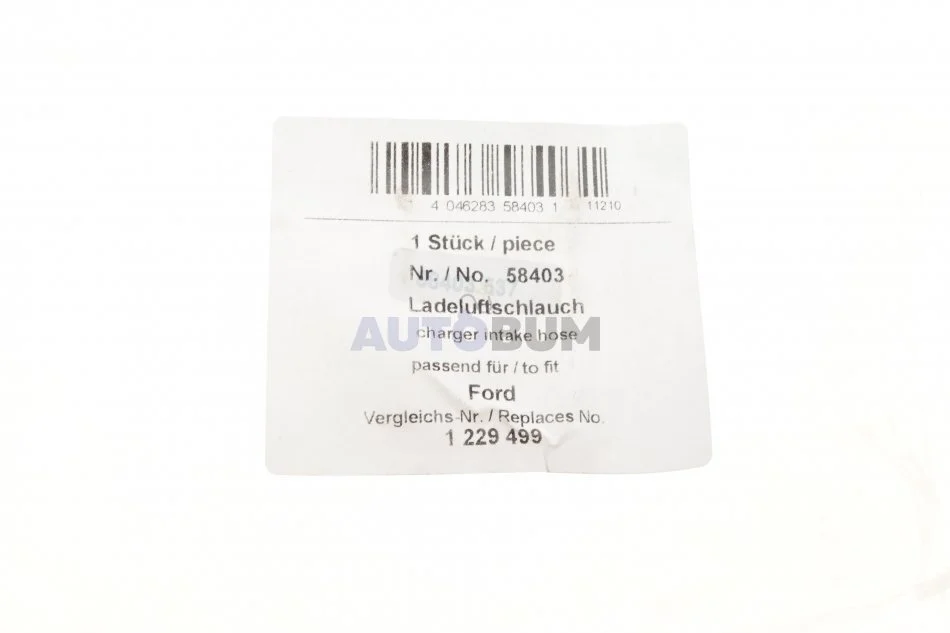 4 046283 58403 1 11210
1 Stück / piece
Nr. / No. 58403
Ladeluftschlauch
AUTOBUM
charger intake hose
passend für / to fit
Ford
Vergleichs-Nr. / Replaces No.
1 229 499